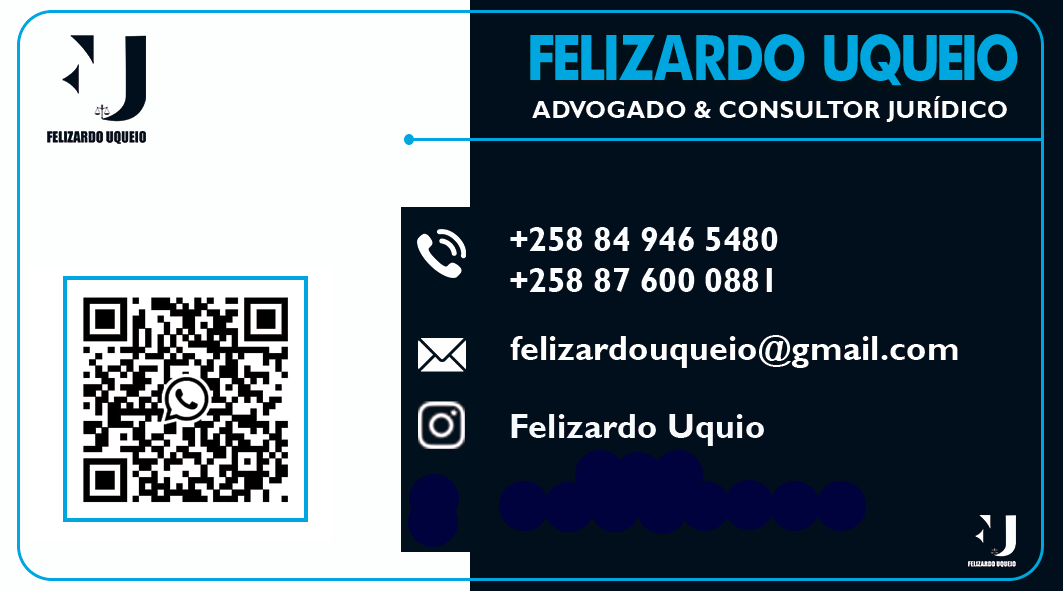 FELIZARDO UQUEIO
FELIZARDO UQUEIO
ADVOGADO & CONSULTOR JURÍDICO
+258 84 946 5480
+258 87 600 0881
felizardouqueio@gmail.com
Felizardo Uquio
FELIZARDO UQUEIO